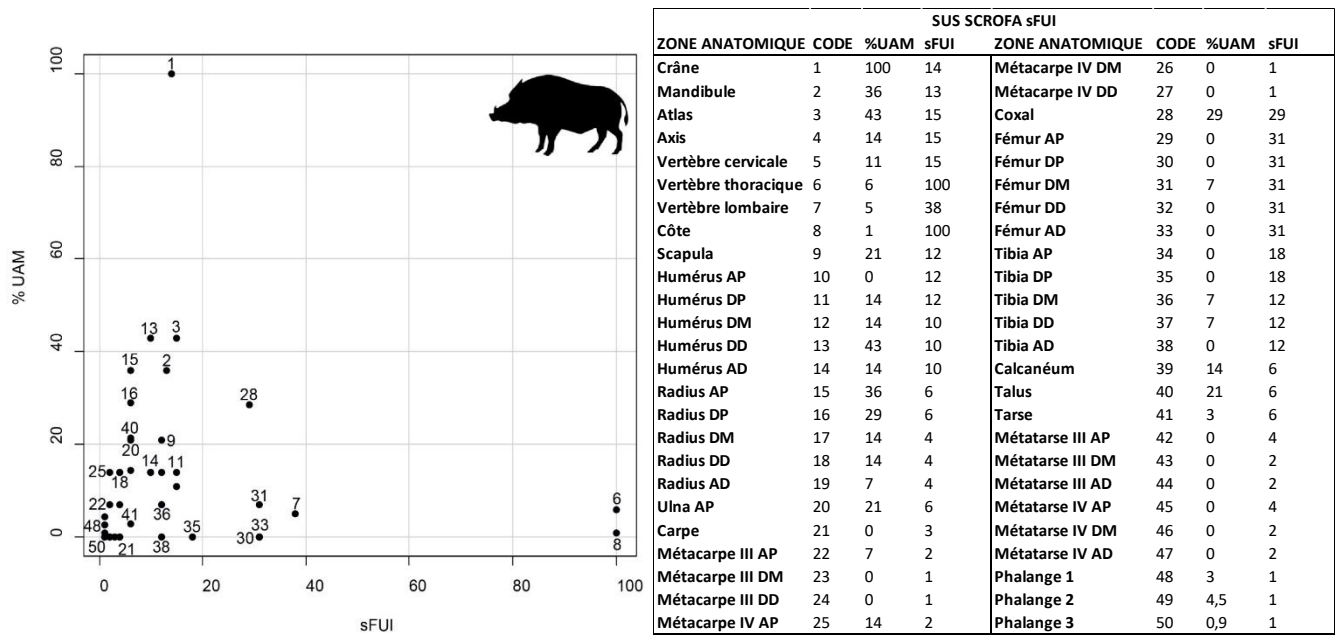 % UAM
100
80
60
40
20
0
1
13 3
15 2
16
28
40
9
20
14 11
25
18
31 7 6
22
41
36
48
35 33
30
50 21 38 8
0 20 40 60 80 100
sFUI
SUS SCROFA sFUI
ZONE ANATOMIQUE CODE %UAM sFUI ZONE ANATOMIQUE CODE %UAM sFUI
Crâne 1 100 14 Métacarpe IV DM 26 0 1
Mandibule 2 36 13 Métacarpe IV DD 27 0 1
Atlas 3 43 15 Coxal 28 29 29
Axis 4 14 15 Fémur AP 29 0 31
Vertèbre cervicale 5 11 15 Fémur DP 30 0 31
Vertèbre thoracique 6 6 100 Fémur DM 31 7 31
Vertèbre lombaire 7 5 38 Fémur DD 32 0 31
Côte 8 1 100 Fémur AD 33 0 31
Scapula 9 21 12 Tibia AP 34 0 18
Humérus AP 10 0 12 Tibia DP 35 0 18
Humérus DP 11 14 12 Tibia DM 36 7 12
Humérus DM 12 14 10 Tibia DD 37 7 12
Humérus DD 13 43 10 Tibia AD 38 0 12
Humérus AD 14 14 10 Calcanéum 39 14 6
Radius AP 15 36 6 Talus 40 21 6
Radius DP 16 29 6 Tarse 41 3 6
Radius DM 17 14 4 Métatarse III AP 42 0 4
Radius DD 18 14 4 Métatarse III DM 43 0 2
Radius AD 19 7 4 Métatarse III AD 44 0 2
Ulna AP 20 21 6 Métatarse IV AP 45 0 4
Carpe 21 0 3 Métatarse IV DM 46 0 2
Métacarpe III AP 22 7 2 Métatarse IV AD 47 0 2
Métacarpe III DM 23 0 1 Phalange 1 48 3 1
Métacarpe III DD 24 0 1 Phalange 2 49 4,5 1
Métacarpe IV AP 25 14 2 Phalange 3 50 0,9 1